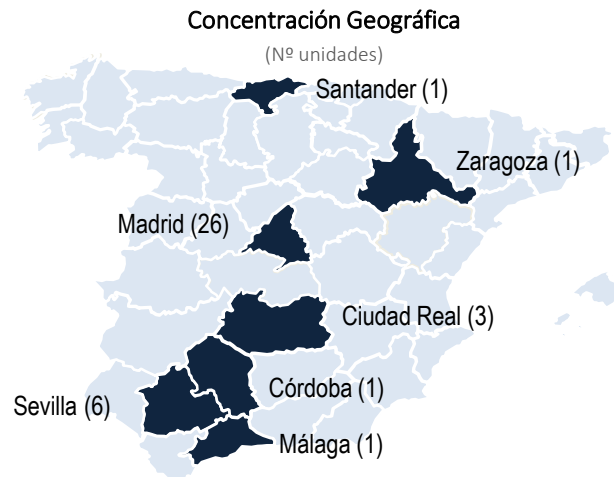 Concentración Geográfica
(Nº unidades)
Santander (1)
Zaragoza (1)
Madrid (26)
Ciudad Real (3)
Córdoba (1)
Sevilla (6)
Málaga (1)